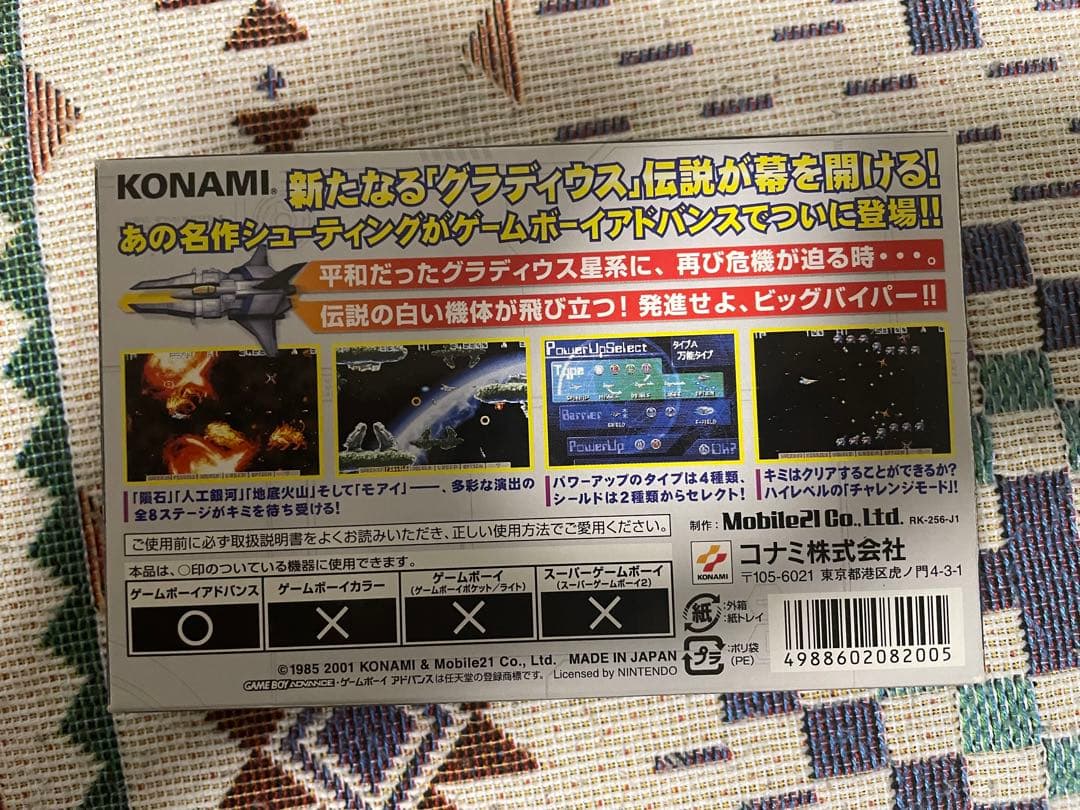 KONAMI® 新たなる「グラディウス」伝説が幕を開ける!
あの名作シューティングがゲームボーイアドバンスでついに登場!!
平和だったグラディウス星系に、再び危機が迫る時・・・。
伝説の白い機体が飛び立つ! 発進せよ、ビッグバイパー!!
PowerUpSelect
タイプA
万能タイプ
Type
Barrier
PowerUp
Ok?
「隕石」「人工銀河」「地底火山」そして「モアイ」――、多彩な演出の
全8ステージがキミを待ち受ける!
パワーアップのタイプは4種類、
シールドは2種類からセレクト!
キミはクリアすることができるか?
ハイレベルの「チャレンジモード」!!
ご使用前に必ず取扱説明書をよくお読みいただき、正しい使用方法でご愛用ください。
制作: Mobile21 Co.,Ltd. RK-256-J1
KONAMI
コナミ株式会社
〒105-6021 東京都港区虎ノ門4-3-1
本品は、○印のついている機器に使用できます。
ゲームボーイアドバンス
ゲームボーイカラー
ゲームボーイ
(ゲームボーイポケット/ライト)
スーパーゲームボーイ
(スーパーゲームボーイ2)
○ × × ×
紙 :外箱
:紙トレイ
プラ :ポリ袋
(PE)
4988602082005
©1985 2001 KONAMI & Mobile21 Co., Ltd. MADE IN JAPAN
GAME BOY ADVANCE・ゲームボーイ アドバンスは任天堂の登録商標です。 Licensed by NINTENDO